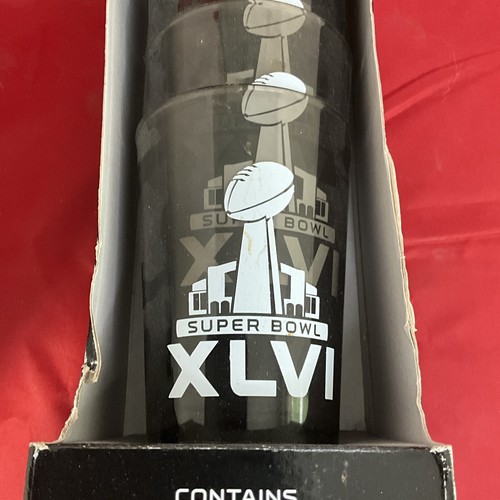 SUPER BOWL
XLVI
SUPER BOWL
XLVI
CONTAINS